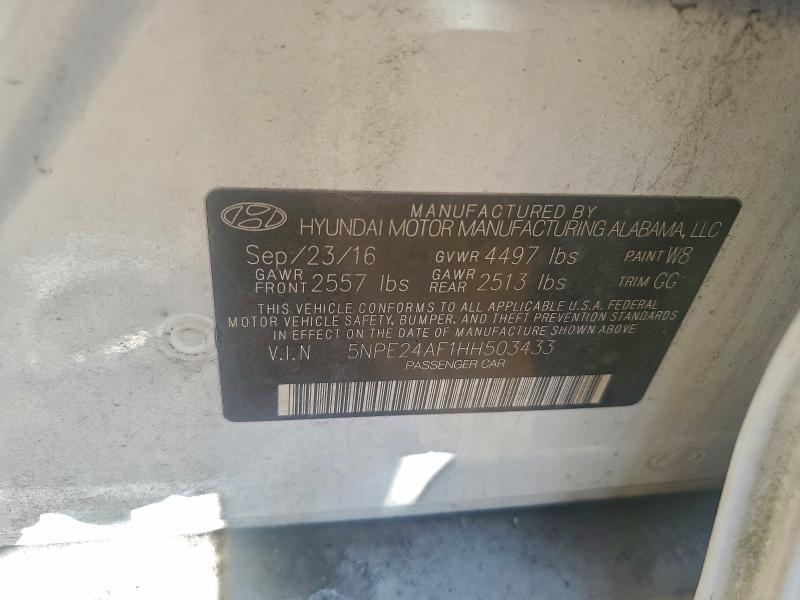 MANUFACTURED BY
HYUNDAI MOTOR MANUFACTURING ALABAMA, LLC
Sep/23/16 GVWR 4497 lbs PAINT W8
GAWR FRONT 2557 lbs GAWR REAR 2513 lbs TRIM GG
THIS VEHICLE CONFORMS TO ALL APPLICABLE U.S.A. FEDERAL
MOTOR VEHICLE SAFETY, BUMPER, AND THEFT PREVENTION STANDARDS
IN EFFECT ON THE DATE OF MANUFACTURE SHOWN ABOVE
V.I.N 5NPE24AF1HH503433
PASSENGER CAR